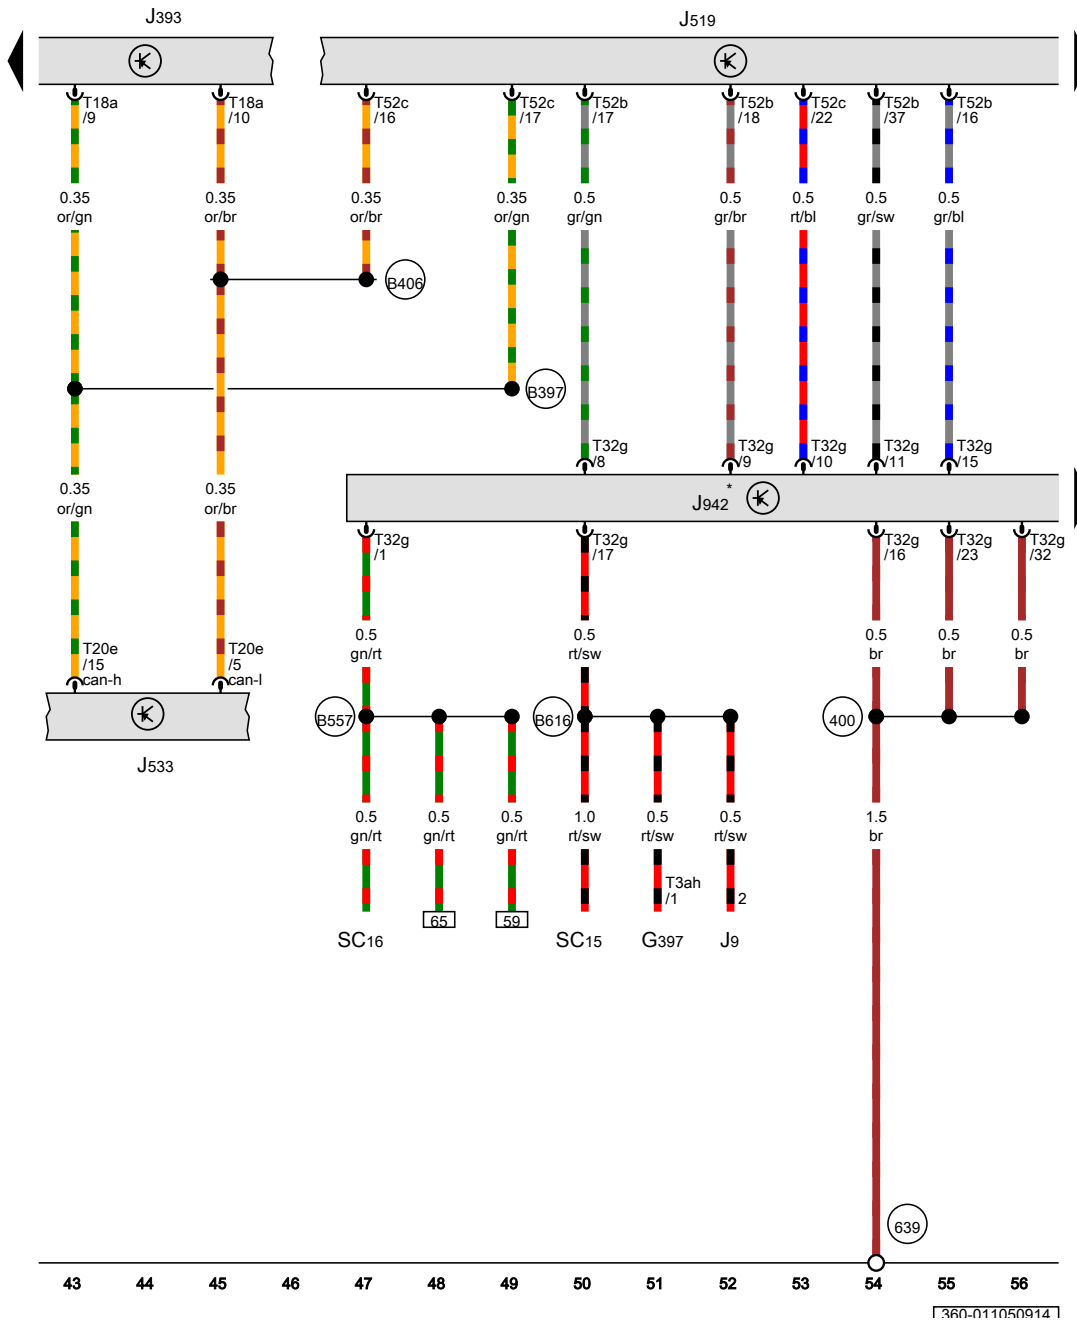 J393
J519
T18a
/9
T18a
/10
T52c
/16
T52c
/17
T52b
/17
T52b
/18
T52c
/22
T52b
/37
T52b
/16
0.35
or/gn
0.35
or/br
0.35
or/br
0.35
or/gn
0.5
gr/gn
0.5
gr/br
0.5
rt/bl
0.5
gr/sw
0.5
gr/bl
B406
B397
T32g
/8
T32g
/9
T32g
/10
T32g
/11
T32g
/15
0.35
or/gn
0.35
or/br
J942 *
T32g
/1
T32g
/17
T32g
/16
T32g
/23
T32g
/32
T20e
/15
can-h
T20e
/5
can-l
0.5
gn/rt
0.5
rt/sw
0.5
br
0.5
br
0.5
br
J533
B557
B616
400
0.5
gn/rt
0.5
gn/rt
0.5
gn/rt
1.0
rt/sw
0.5
rt/sw
0.5
rt/sw
1.5
br
T3ah
/1
2
65
59
SC16
SC15
G397
J9
639
43 44 45 46 47 48 49 50 51 52 53 54 55 56
360-011050914